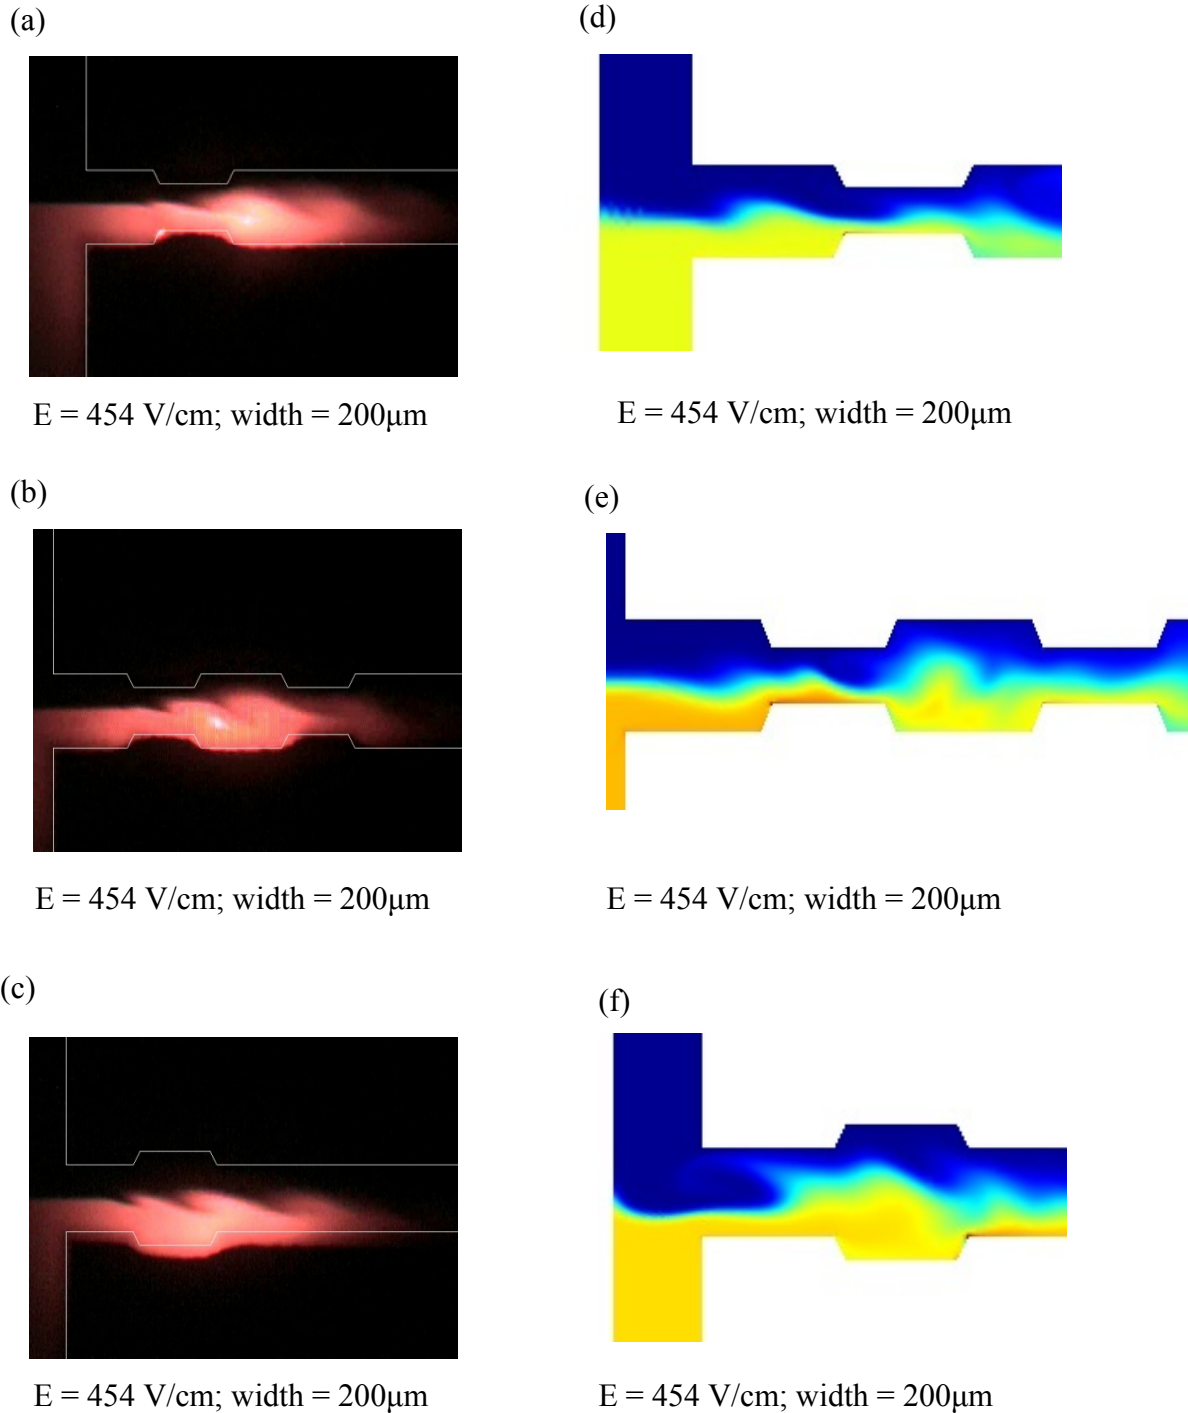 (a)
(d)
E = 454 V/cm; width = 200μm
E = 454 V/cm; width = 200μm
(b)
(e)
E = 454 V/cm; width = 200μm
E = 454 V/cm; width = 200μm
(c)
(f)
E = 454 V/cm; width = 200μm
E = 454 V/cm; width = 200μm